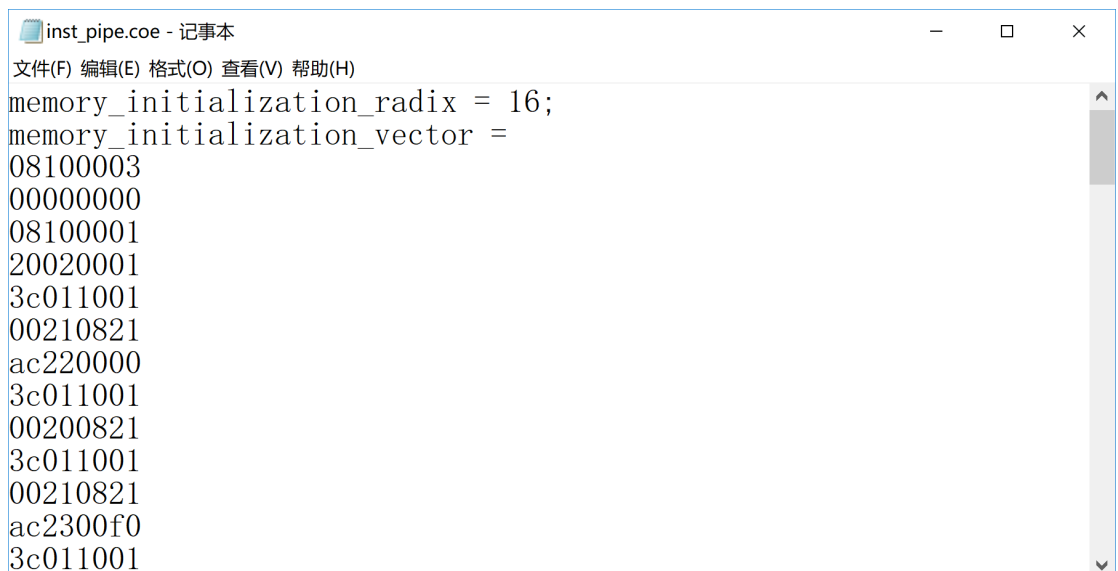 inst_pipe.coe - 记事本
文件(F) 编辑(E) 格式(O) 查看(V) 帮助(H)
memory_initialization_radix = 16;
memory_initialization_vector =
08100003
00000000
08100001
20020001
3c011001
00210821
ac220000
3c011001
00200821
3c011001
00210821
ac2300f0
3c011001